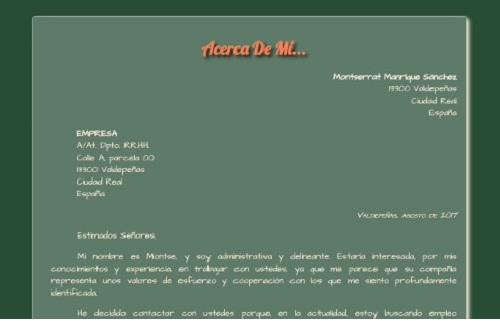 Acerca De Mí...
Montserrat Manrique Sánchez
13300 Valdepeñas
Ciudad Real
España
EMPRESA
A/At. Dpto. RR.HH.
Calle A, parcela 00
13300 Valdepeñas
Ciudad Real
España
Valdepeñas, agosto de 2017
Estimados Señores:
Mi nombre es Montse, y soy administrativa y delineante. Estaría interesada, por mis
conocimientos y experiencia, en trabajar con ustedes, ya que me parece que su compañía
representa unos valores de esfuerzo y cooperación con los que me siento profundamente
identificada.
He decidido contactar con ustedes porque, en la actualidad, estoy buscando empleo